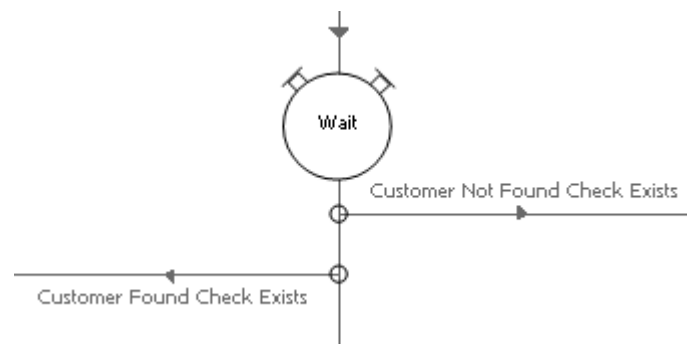 Wait
Customer Not Found Check Exists
Customer Found Check Exists